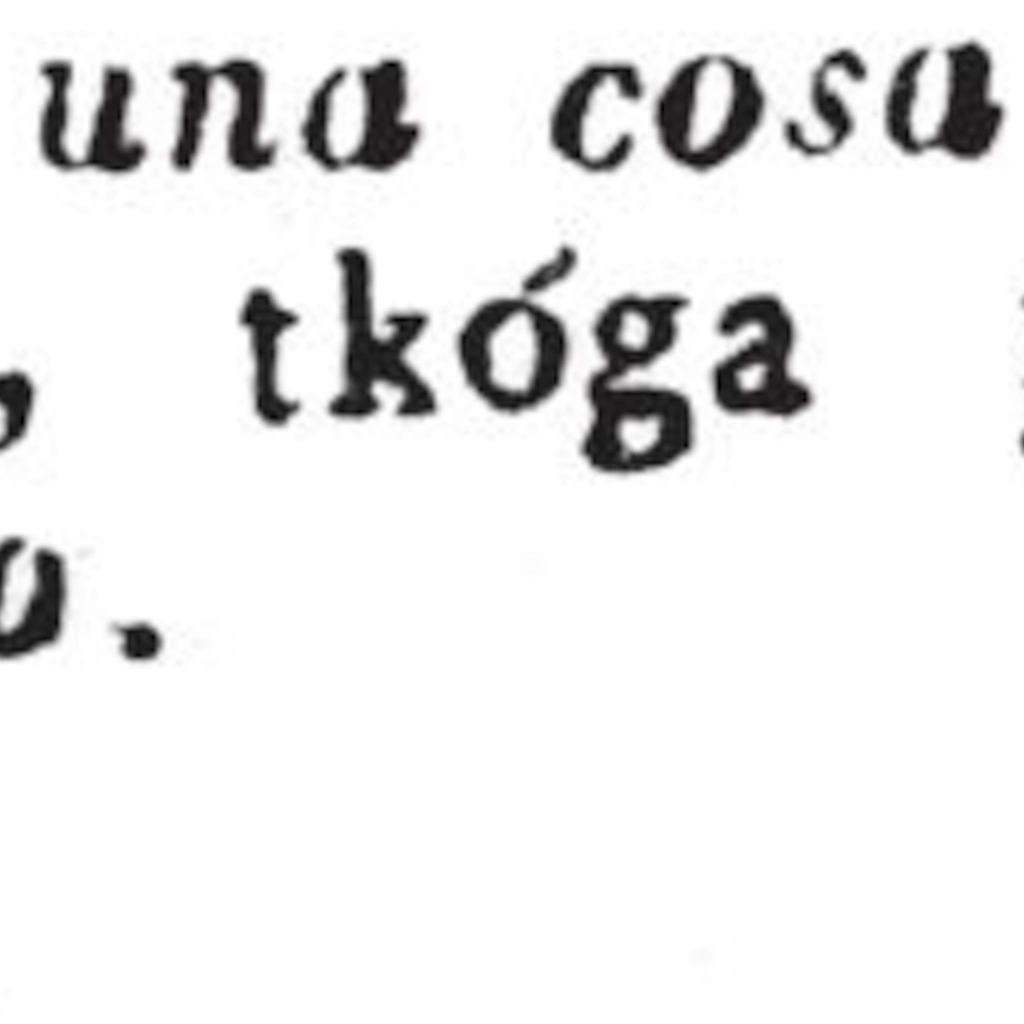 una cosa
, tkóga
o.